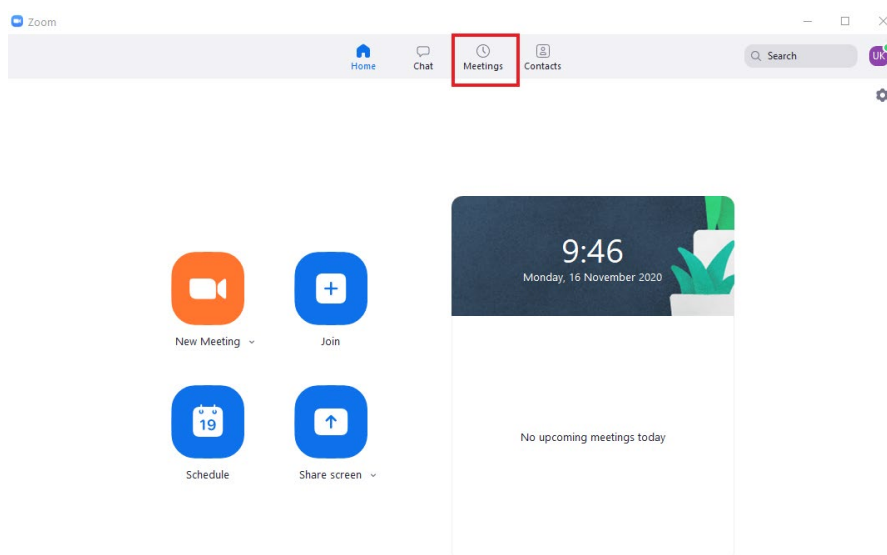 Zoom
Home Chat Meetings Contacts
Search
UK
9:46
Monday, 16 November 2020
New Meeting
Join
19
Schedule
Share screen
No upcoming meetings today